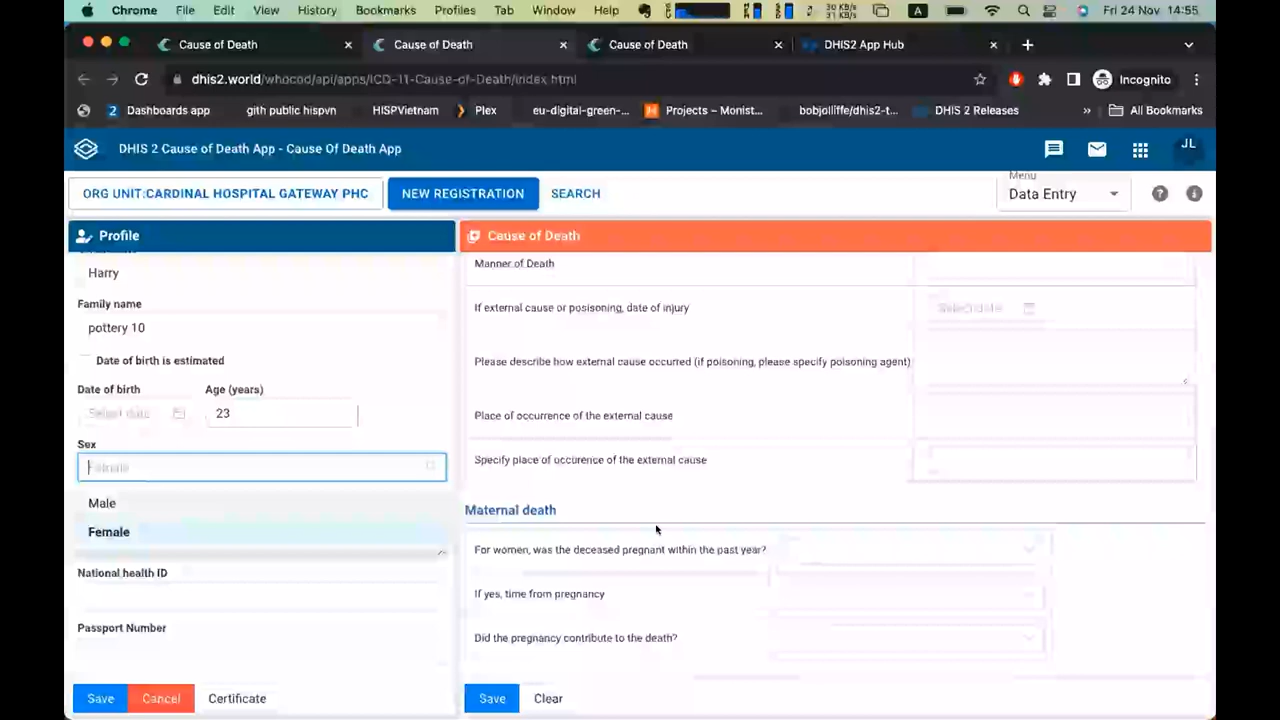 Chrome File Edit View History Bookmarks Profiles Tab Window Help A Fri 24 Nov 14:55
Cause of Death Cause of Death Cause of Death DHIS2 App Hub
dhis2.world/whocod/api/apps/ICD-11-Cause-of-Death/index.html Incognito
Dashboards app gith public hispvn HISPVietnam Plex eu-digital-green-... Projects – Monist... bobjolliffe/dhis2-t... DHIS 2 Releases » All Bookmarks
DHIS 2 Cause of Death App - Cause Of Death App JL
ORG UNIT:CARDINAL HOSPITAL GATEWAY PHC NEW REGISTRATION SEARCH
Menu
Data Entry
Profile
Harry
Family name
pottery 10
Date of birth is estimated
Date of birth Age (years)
Select date 23
Sex
Female
Male
Female
National health ID
Passport Number
Save Cancel Certificate
Cause of Death
Manner of Death
If external cause or posisoning, date of injury Select date
Please describe how external cause occurred (if poisoning, please specify poisoning agent)
Place of occurrence of the external cause
Specify place of occurence of the external cause
Maternal death
For women, was the deceased pregnant within the past year?
If yes, time from pregnancy
Did the pregnancy contribute to the death?
Save Clear